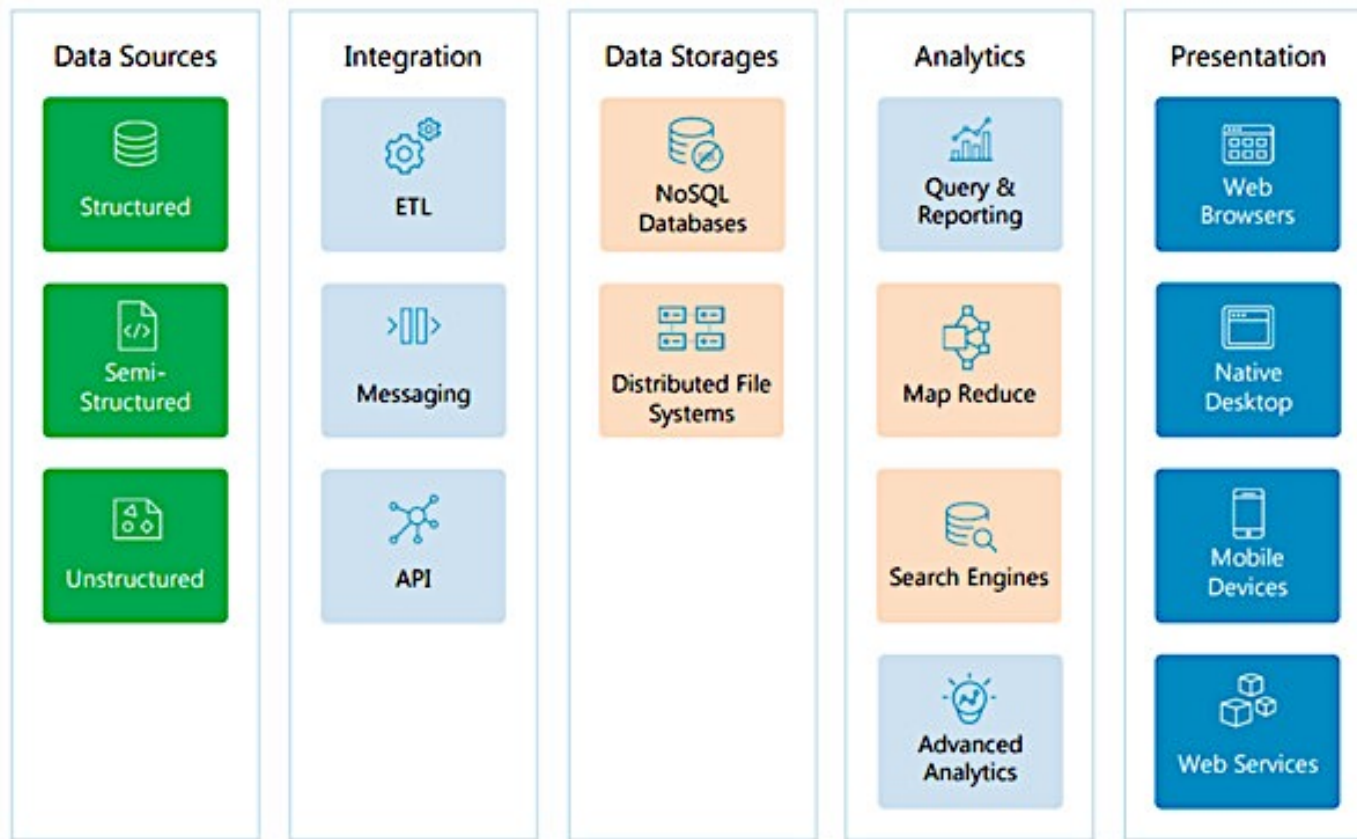 Data Sources
Structured
Semi-
Structured
Unstructured
Integration
ETL
Messaging
API
Data Storages
NoSQL
Databases
Distributed File
Systems
Analytics
Query &
Reporting
Map Reduce
Search Engines
Advanced
Analytics
Presentation
Web
Browsers
Native
Desktop
Mobile
Devices
Web Services